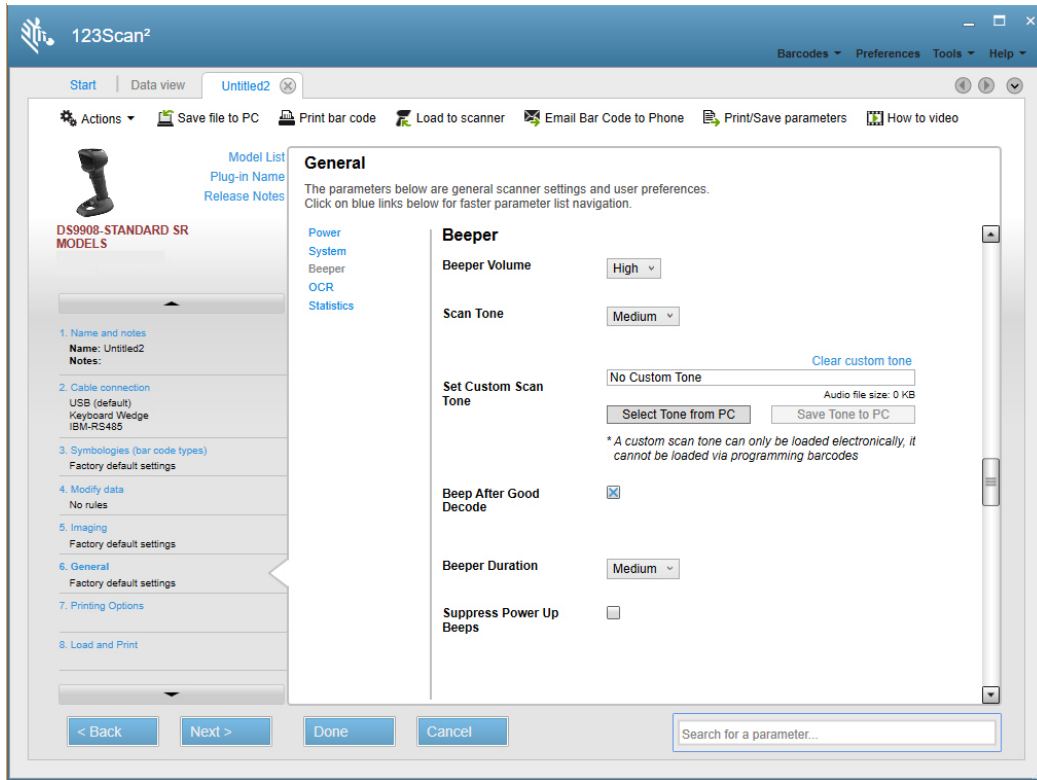 123Scan²
Barcodes Preferences Tools Help
Start Data view Untitled2
Actions Save file to PC Print bar code Load to scanner Email Bar Code to Phone Print/Save parameters How to video
Model List
Plug-in Name
Release Notes
DS9908-STANDARD SR
MODELS
1. Name and notes
Name: Untitled2
Notes:
2. Cable connection
USB (default)
Keyboard Wedge
IBM-RS485
3. Symbologies (bar code types)
Factory default settings
4. Modify data
No rules
5. Imaging
Factory default settings
6. General
Factory default settings
7. Printing Options
8. Load and Print
General
The parameters below are general scanner settings and user preferences.
Click on blue links below for faster parameter list navigation.
Power
System
Beeper
OCR
Statistics
Beeper
Beeper Volume High
Scan Tone Medium
Clear custom tone
Set Custom Scan
Tone
No Custom Tone
Audio file size: 0 KB
Select Tone from PC Save Tone to PC
* A custom scan tone can only be loaded electronically, it
cannot be loaded via programming barcodes
Beep After Good
Decode
Beeper Duration Medium
Suppress Power Up
Beeps
< Back Next > Done Cancel Search for a parameter...